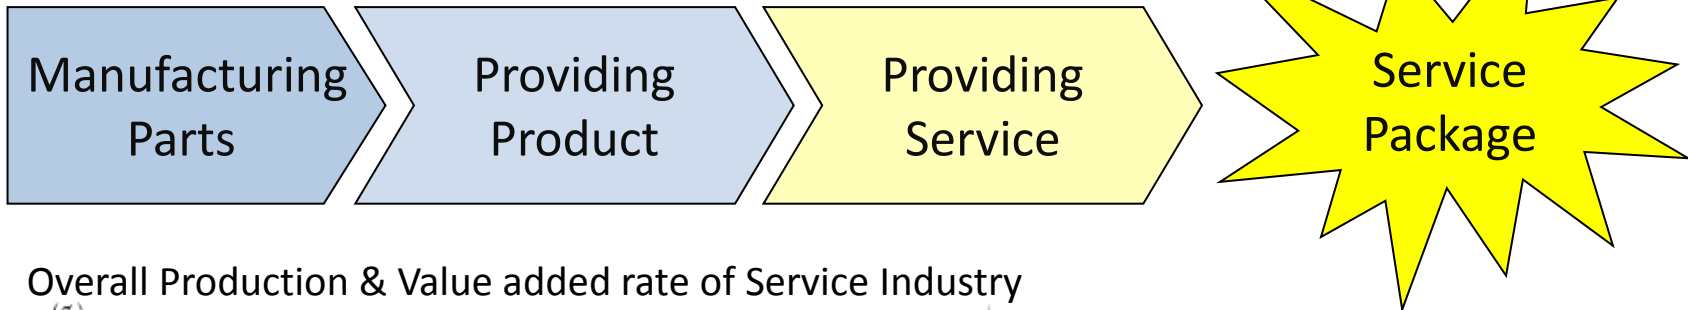 Manufacturing
Parts
Providing
Product
Providing
Service
Service
Package
Overall Production & Value added rate of Service Industry